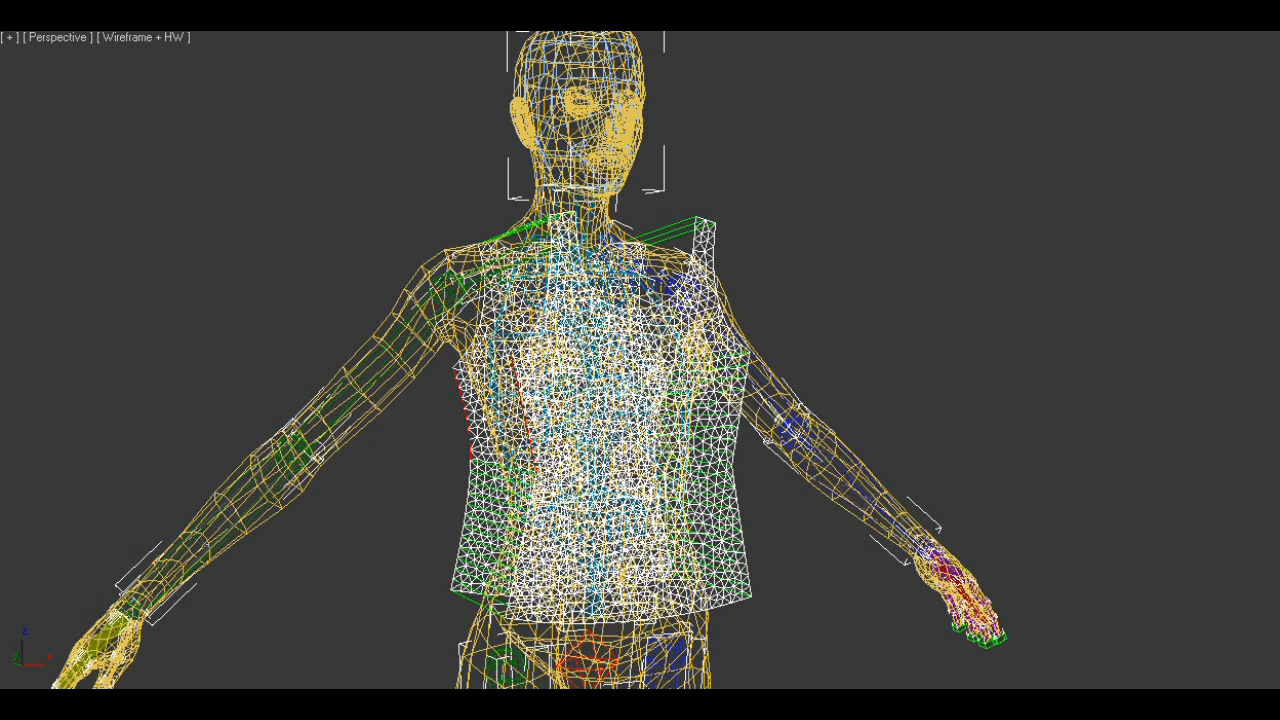 [ + ] [ Perspective ] [ Wireframe + HW ]
z
y
x